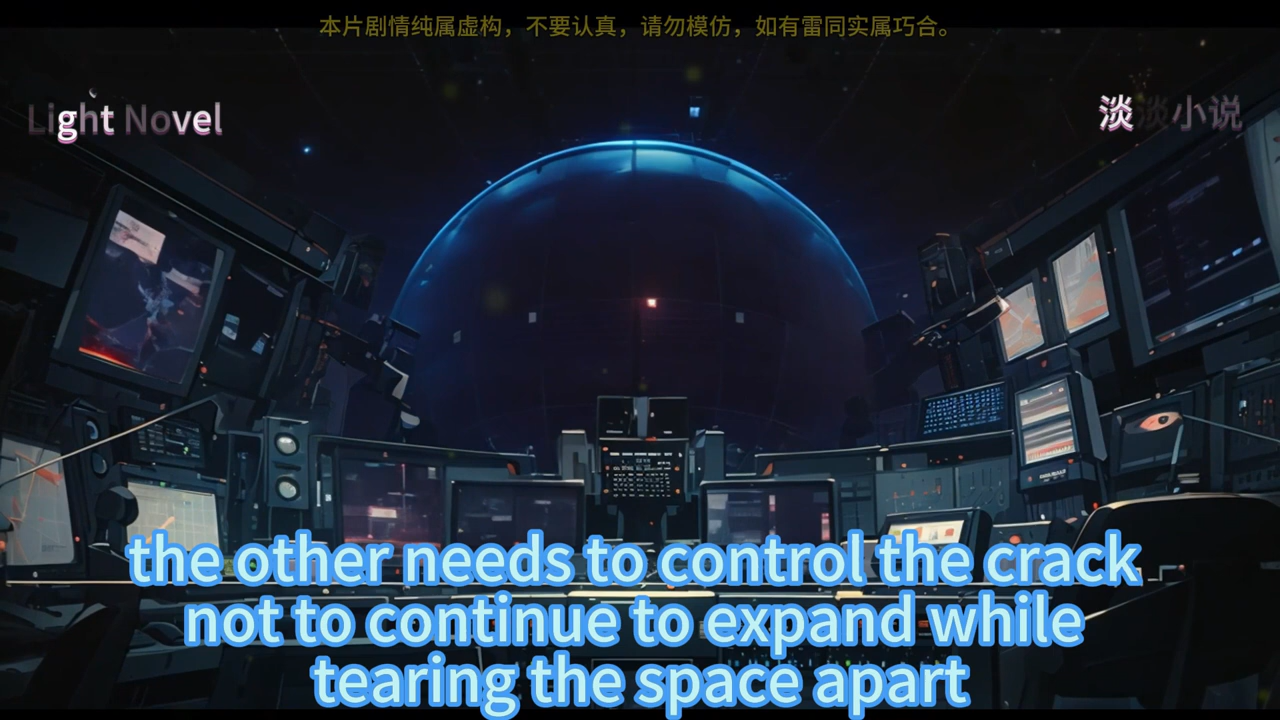 本片剧情纯属虚构，不要认真，请勿模仿，如有雷同实属巧合。
Light Novel
淡淡小说
the other needs to control the crack
not to continue to expand while
tearing the space apart